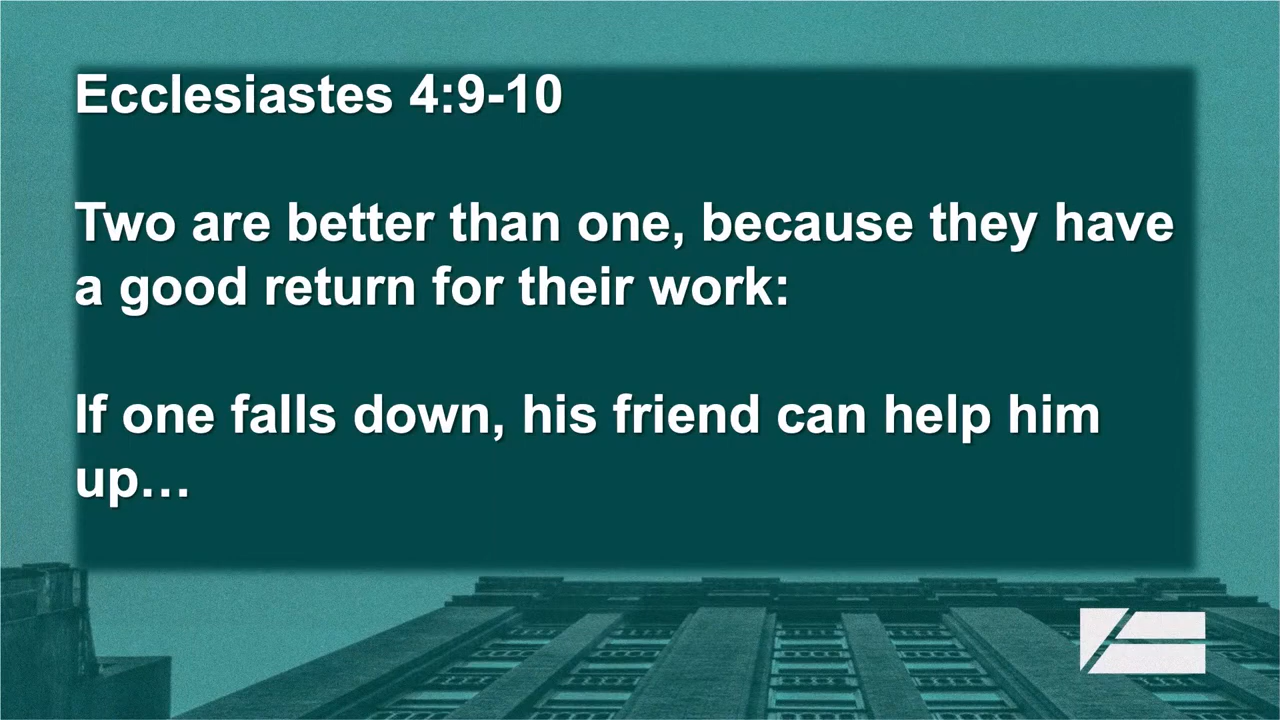 Ecclesiastes 4:9-10
Two are better than one, because they have
a good return for their work:
If one falls down, his friend can help him
up…